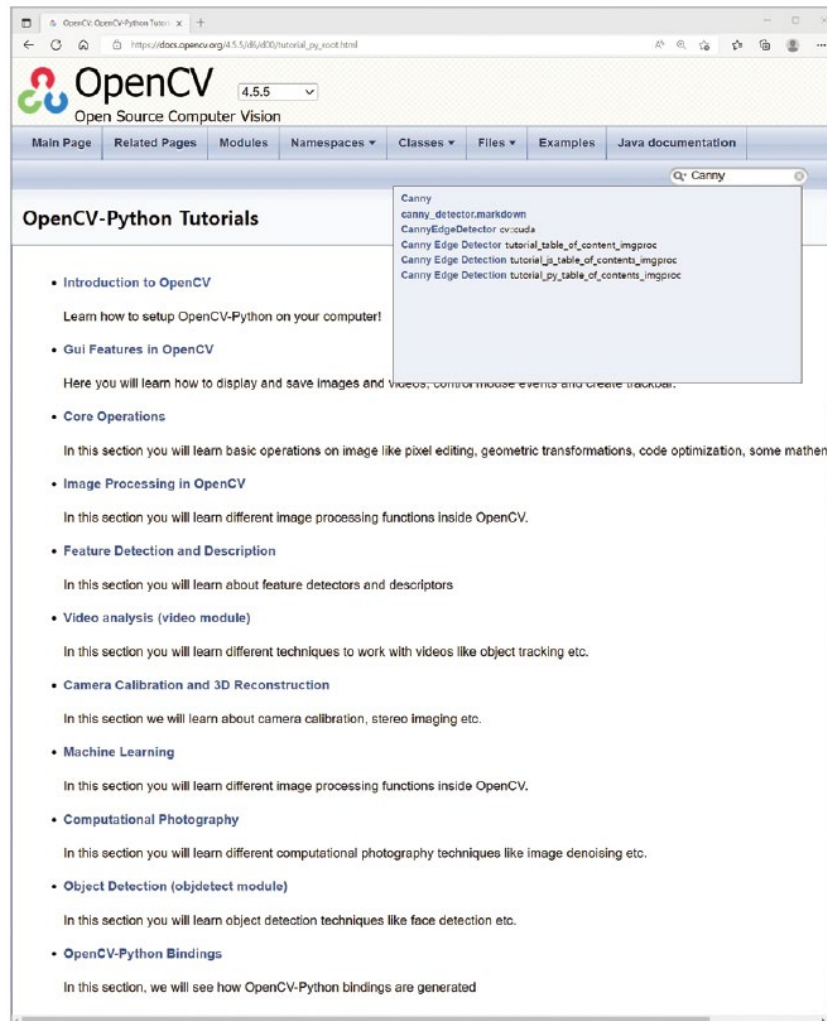 OpenCV: OpenCV-Python Tutori
https://docs.opencv.org/4.5.5/d6/d00/tutorial_py_root.html
OpenCV
4.5.5
Open Source Computer Vision
Main Page Related Pages Modules Namespaces Classes Files Examples Java documentation
Canny
OpenCV-Python Tutorials
Canny
canny_detector.markdown
CannyEdgeDetector cv::cuda
Canny Edge Detector tutorial_table_of_content_imgproc
Canny Edge Detection tutorial_js_table_of_contents_imgproc
Canny Edge Detection tutorial_py_table_of_contents_imgproc
• Introduction to OpenCV
Learn how to setup OpenCV-Python on your computer!
• Gui Features in OpenCV
Here you will learn how to display and save images and videos, control mouse events and create trackbar.
• Core Operations
In this section you will learn basic operations on image like pixel editing, geometric transformations, code optimization, some mathen
• Image Processing in OpenCV
In this section you will learn different image processing functions inside OpenCV.
• Feature Detection and Description
In this section you will learn about feature detectors and descriptors
• Video analysis (video module)
In this section you will learn different techniques to work with videos like object tracking etc.
• Camera Calibration and 3D Reconstruction
In this section we will learn about camera calibration, stereo imaging etc.
• Machine Learning
In this section you will learn different image processing functions inside OpenCV.
• Computational Photography
In this section you will learn different computational photography techniques like image denoising etc.
• Object Detection (objdetect module)
In this section you will learn object detection techniques like face detection etc.
• OpenCV-Python Bindings
In this section, we will see how OpenCV-Python bindings are generated